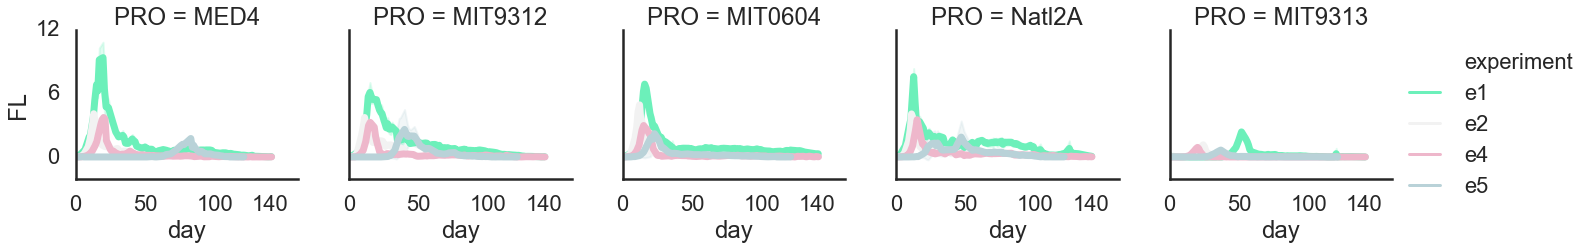 PRO = MED4
PRO = MIT9312
PRO = MIT0604
PRO = Natl2A
PRO = MIT9313
12
6
0
FL
0 50 100 140
0 50 100 140
0 50 100 140
0 50 100 140
0 50 100 140
day
day
day
day
day
experiment
e1
e2
e4
e5